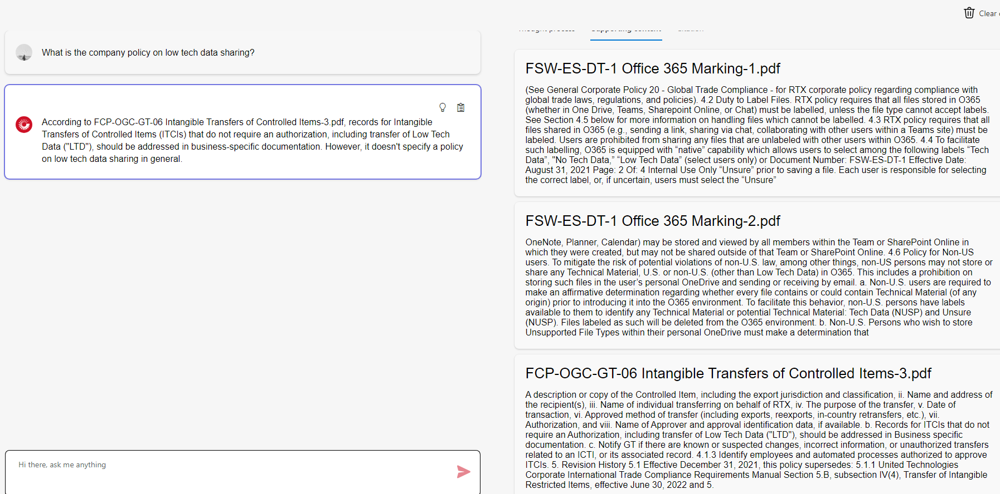 Clear
Thought process Supporting content Citation
What is the company policy on low tech data sharing?
According to FCP-OGC-GT-06 Intangible Transfers of Controlled Items-3.pdf, records for Intangible
Transfers of Controlled Items (ITCIs) that do not require an authorization, including transfer of Low Tech
Data ("LTD"), should be addressed in business-specific documentation. However, it doesn't specify a policy
on low tech data sharing in general.
Hi there, ask me anything
FSW-ES-DT-1 Office 365 Marking-1.pdf
(See General Corporate Policy 20 - Global Trade Compliance - for RTX corporate policy regarding compliance with
global trade laws, regulations, and policies). 4.2 Duty to Label Files. RTX policy requires that all files stored in O365
(whether in One Drive, Teams, Sharepoint Online, or Chat) must be labelled, unless the file type cannot accept labels.
See Section 4.5 below for more information on handling files which cannot be labelled. 4.3 RTX policy requires that all
files shared in O365 (e.g., sending a link, sharing via chat, collaborating with other users within a Teams site) must be
labeled. Users are prohibited from sharing any files that are unlabeled with other users within O365. 4.4 To facilitate
such labelling, O365 is equipped with “native” capability which allows users to select among the following labels “Tech
Data”, "No Tech Data,” “Low Tech Data” (select users only) or Document Number: FSW-ES-DT-1 Effective Date:
August 31, 2021 Page: 2 Of: 4 Internal Use Only “Unsure” prior to saving a file. Each user is responsible for selecting
the correct label, or, if uncertain, users must select the “Unsure”
FSW-ES-DT-1 Office 365 Marking-2.pdf
OneNote, Planner, Calendar) may be stored and viewed by all members within the Team or SharePoint Online in
which they were created, but may not be shared outside of that Team or SharePoint Online. 4.6 Policy for Non-US
users. To mitigate the risk of potential violations of non-U.S. law, among other things, non-US persons may not store or
share any Technical Material, U.S. or non-U.S. (other than Low Tech Data) in O365. This includes a prohibition on
storing such files in the user’s personal OneDrive and sending or receiving by email. a. Non-U.S. users are required to
make an affirmative determination regarding whether every file contains or could contain Technical Material (of any
origin) prior to introducing it into the O365 environment. To facilitate this behavior, non-U.S. persons have labels
available to them to identify any Technical Material or potential Technical Material: Tech Data (NUSP) and Unsure
(NUSP). Files labeled as such will be deleted from the O365 environment. b. Non-U.S. Persons who wish to store
Unsupported File Types within their personal OneDrive must make a determination that
FCP-OGC-GT-06 Intangible Transfers of Controlled Items-3.pdf
A description or copy of the Controlled Item, including the export jurisdiction and classification, ii. Name and address of
the recipient(s), iii. Name of individual transferring on behalf of RTX, iv. The purpose of the transfer, v. Date of
transaction, vi. Approved method of transfer (including exports, reexports, in-country retransfers, etc.), vii.
Authorization, and viii. Name of Approver and approval identification data, if available. b. Records for ITCIs that do not
require an Authorization, including transfer of Low Tech Data ("LTD"), should be addressed in Business specific
documentation. c. Notify GT if there are known or suspected changes, incorrect information, or unauthorized transfers
related to an ICTI, or its associated record. 4.1.3 Identify employees and automated processes authorized to approve
ITCIs. 5. Revision History 5.1 Effective December 31, 2021, this policy supersedes: 5.1.1 United Technologies
Corporate International Trade Compliance Requirements Manual Section 5.B, subsection IV(4), Transfer of Intangible
Restricted Items, effective June 30, 2022 and 5.